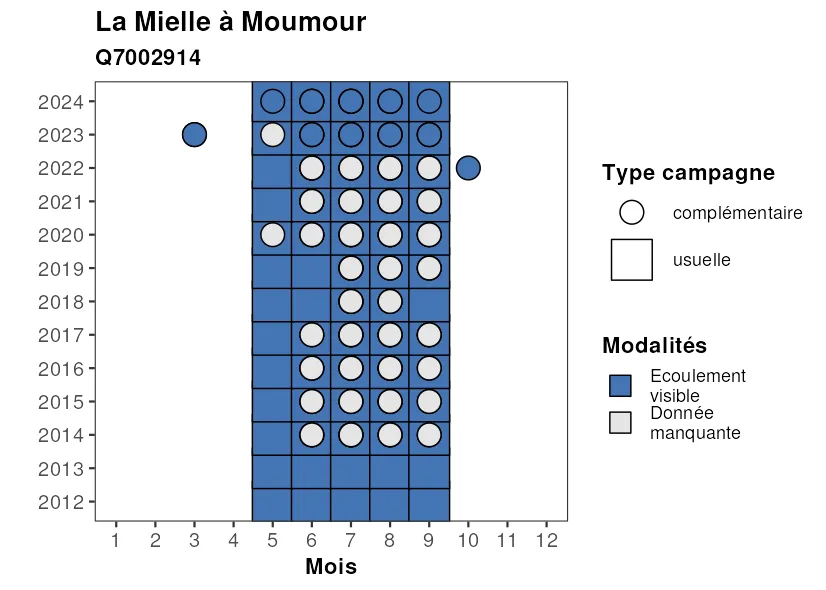 La Mielle à Moumour
Q7002914
2024
2023
2022
2021
2020
2019
2018
2017
2016
2015
2014
2013
2012
1 2 3 4 5 6 7 8 9 10 11 12
Mois
Type campagne
complémentaire
usuelle
Modalités
Ecoulement
visible
Donnée
manquante